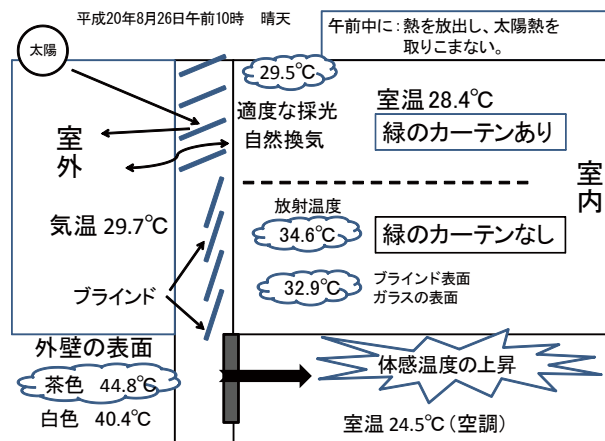 平成20年8月26日午前10時　晴天
午前中に：熱を放出し、太陽熱を
取りこまない。
太陽
29.5℃
適度な採光
自然換気
室温 28.4℃
緑のカーテンあり
室外
気温 29.7℃
室内
放射温度
34.6℃
緑のカーテンなし
32.9℃
ブラインド表面
ガラスの表面
ブラインド
外壁の表面
茶色　44.8℃
白色　40.4℃
体感温度の上昇
室温 24.5℃（空調）